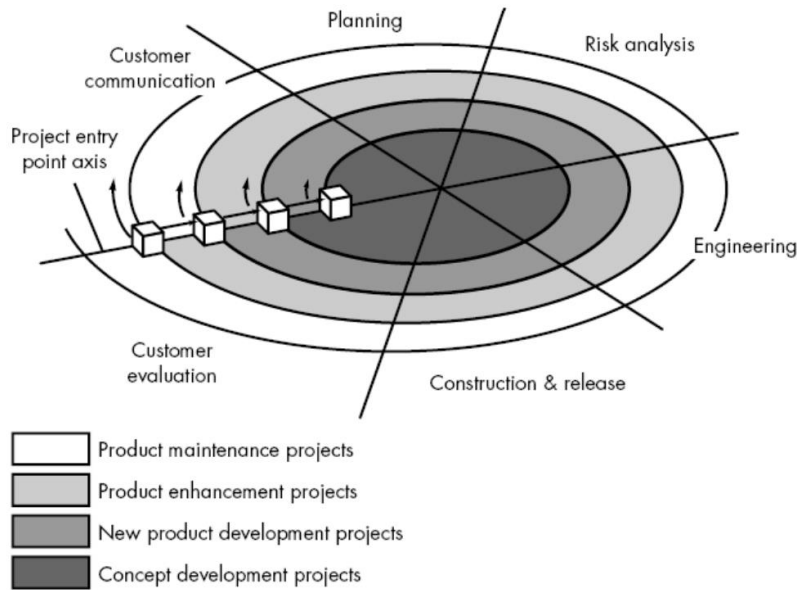 Planning
Risk analysis
Customer
communication
Project entry
point axis
Engineering
Customer
evaluation
Construction & release
Product maintenance projects
Product enhancement projects
New product development projects
Concept development projects